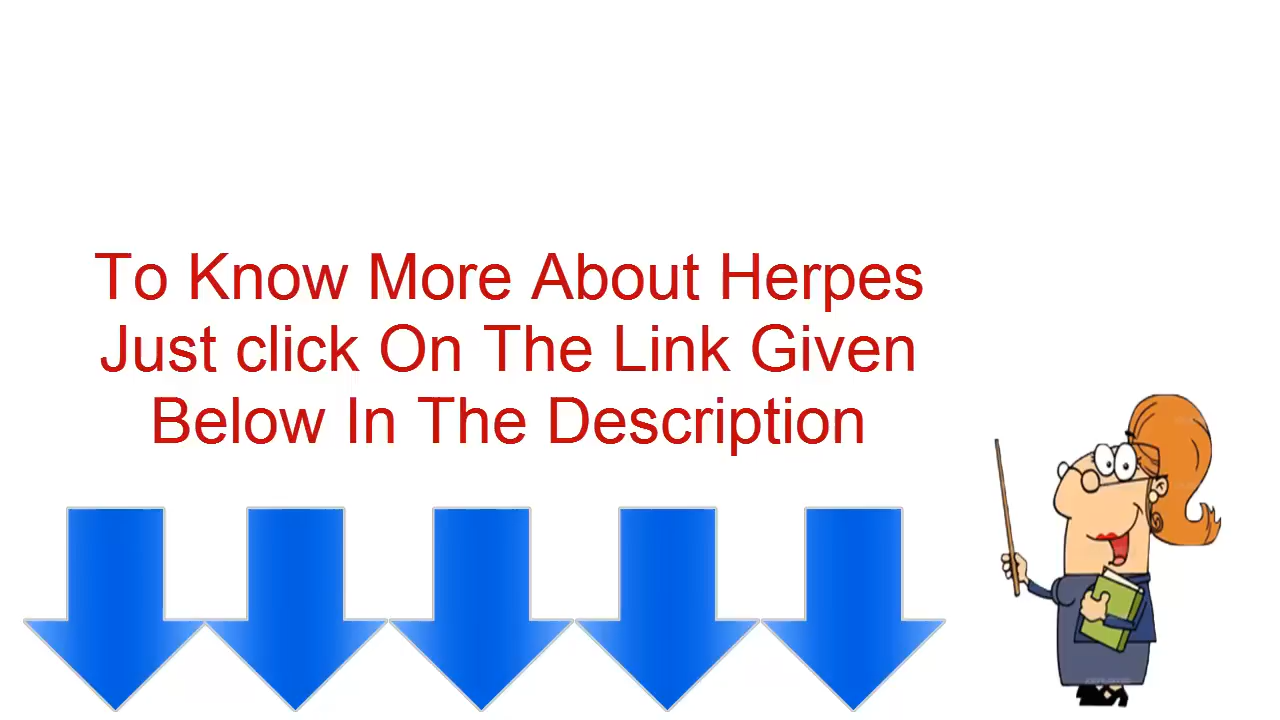 To Know More About Herpes
Just click On The Link Given
Below In The Description